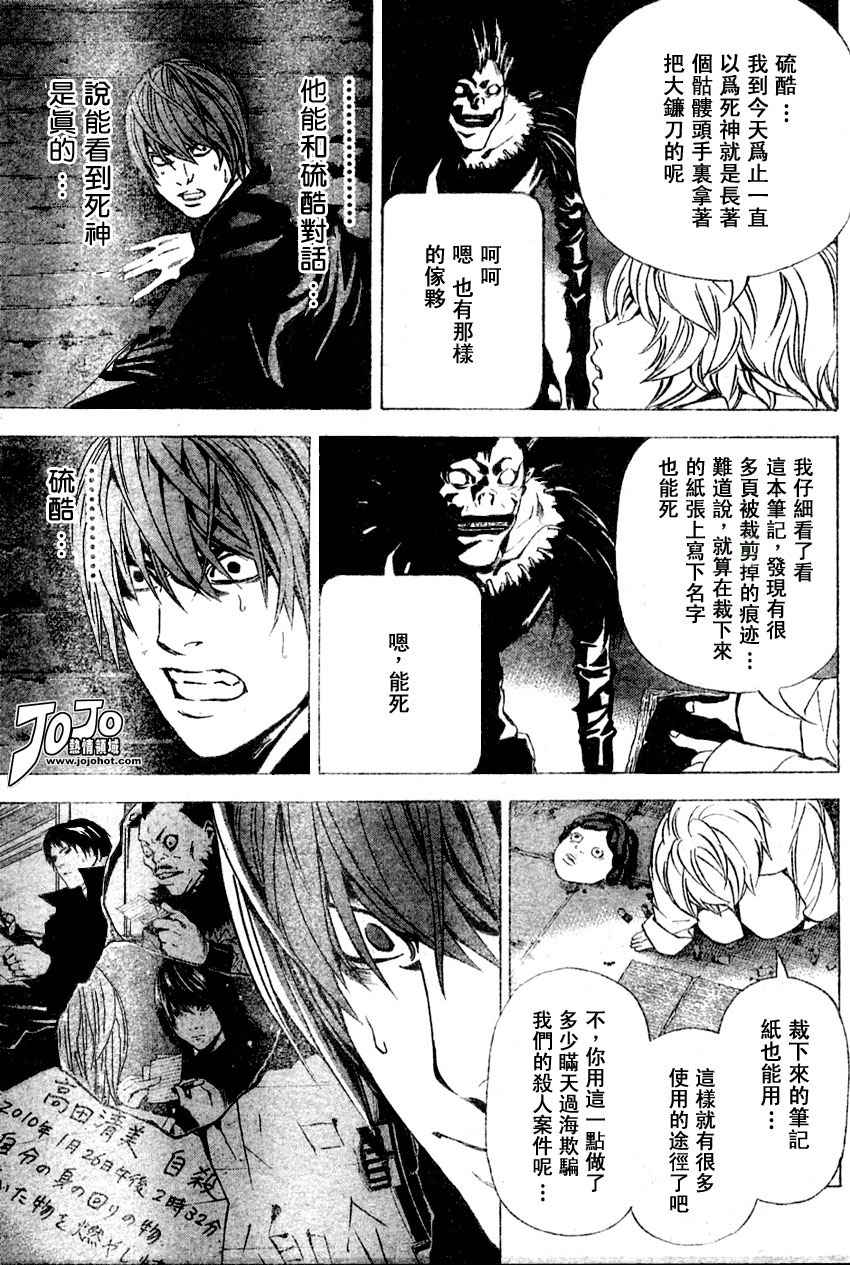 硫酷…
我到今天爲止一直
以爲死神就是長著
個骷髏頭手裏拿著
把大鐮刀的呢
呵呵
嗯 也有那樣
的傢夥
…………………
他能和硫酷對話…
說能看到死神
是眞的…
我仔細看了看
這本筆記，發現有很
多頁被裁剪掉的痕迹…
難道說，就算在裁下來
的紙張上寫下名字
也能死
嗯，能死
…………
硫酷…
JOJO
熱情領域
www.jojohot.com
裁下來的筆記
紙也能用…
這樣就有很多
使用的途徑了吧
不，你用這一點做了
多少瞞天過海欺騙
我們的殺人案件呢…
高田清美 自殺
2010年1月26日午後2時32分
自分の身の回りの物
いた物を燃やし